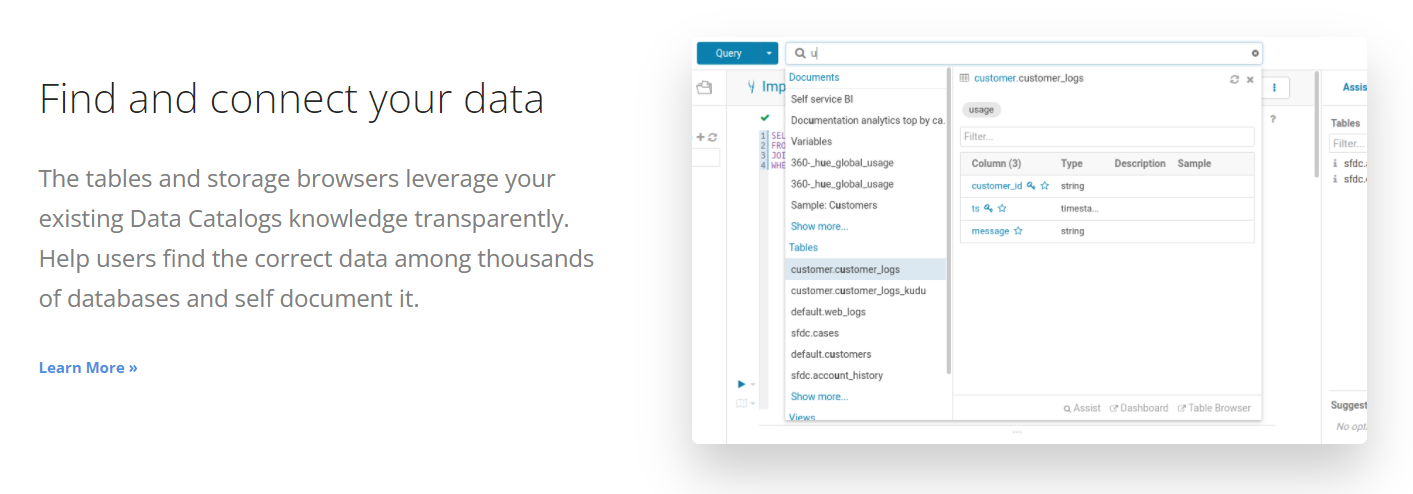 Find and connect your data
The tables and storage browsers leverage your
existing Data Catalogs knowledge transparently.
Help users find the correct data among thousands
of databases and self document it.
Learn More »
Query
u
Documents
Self service BI
Documentation analytics top by ca.
Variables
360-_hue_global_usage
360-_hue_global_usage
Sample: Customers
Show more...
Tables
customer.customer_logs
customer.customer_logs_kudu
default.web_logs
sfdc.cases
default.customers
sfdc.account_history
Show more...
Views
customer.customer_logs
usage
Filter...
Column (3) Type Description Sample
customer_id string
ts timesta...
message string
Assist Dashboard Table Browser
Imp
1 SEL
2 FRO
3 JOI
4 WHE
?
Assis
Tables
Filter...
sfdc.
sfdc.
Suggest
No opti